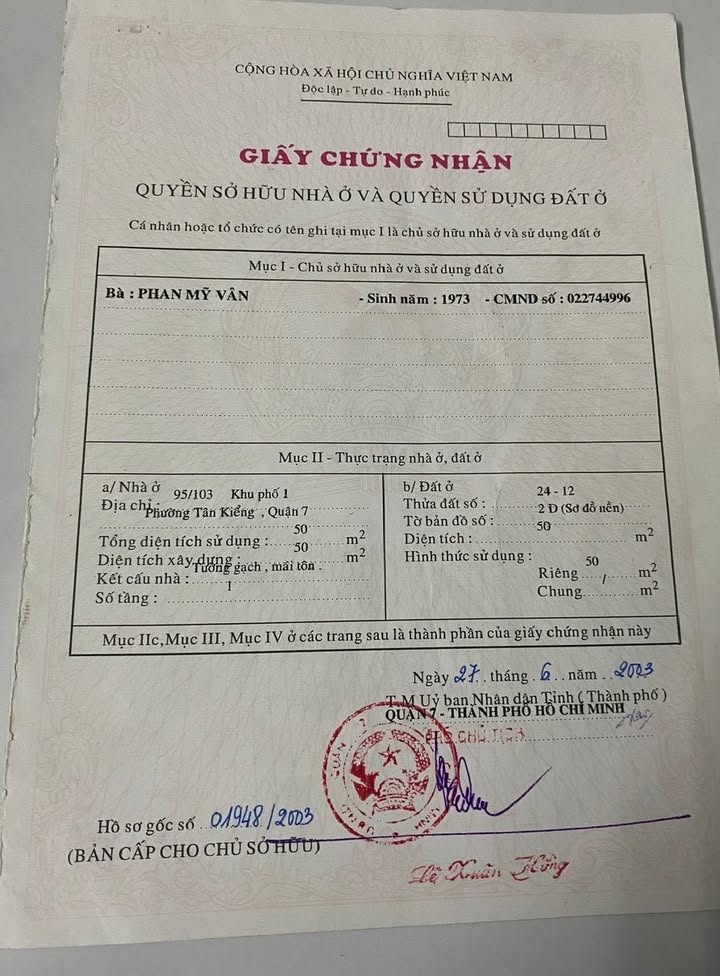 CỘNG HÒA XÃ HỘI CHỦ NGHĨA VIỆT NAM
Độc lập - Tự do - Hạnh phúc
GIẤY CHỨNG NHẬN
QUYỀN SỞ HỮU NHÀ Ở VÀ QUYỀN SỬ DỤNG ĐẤT Ở
Cá nhân hoặc tổ chức có tên ghi tại mục I là chủ sở hữu nhà ở và sử dụng đất ở
Mục I - Chủ sở hữu nhà ở và sử dụng đất ở
Bà : PHAN MỸ VÂN - Sinh năm : 1973 - CMND số : 022744996
Mục II - Thực trạng nhà ở, đất ở
a/ Nhà ở
Địa chỉ : 95/103 Khu phố 1
Phường Tân Kiểng , Quận 7
Tổng diện tích sử dụng : 50 m²
Diện tích xây dựng : 50 m²
Kết cấu nhà : Tường gạch , mái tôn .
Số tầng : 1
b/ Đất ở
Thửa đất số : 24 - 12
Tờ bản đồ số : 2 Đ (Sơ đồ nền)
Diện tích : 50 m²
Hình thức sử dụng :
Riêng 50 m²
Chung / m²
Mục IIc,Mục III, Mục IV ở các trang sau là thành phần của giấy chứng nhận này
Ngày 27 tháng 6 năm 2003
T.M Uỷ ban Nhân dân Tỉnh ( Thành phố )
QUẬN 7 - THÀNH PHỐ HỒ CHÍ MINH
PHÓ CHỦ TỊCH
QUẬN 7
Hồ sơ gốc số 01948/2003
(BẢN CẤP CHO CHỦ SỞ HỮU)
Lê Xuân Hồng